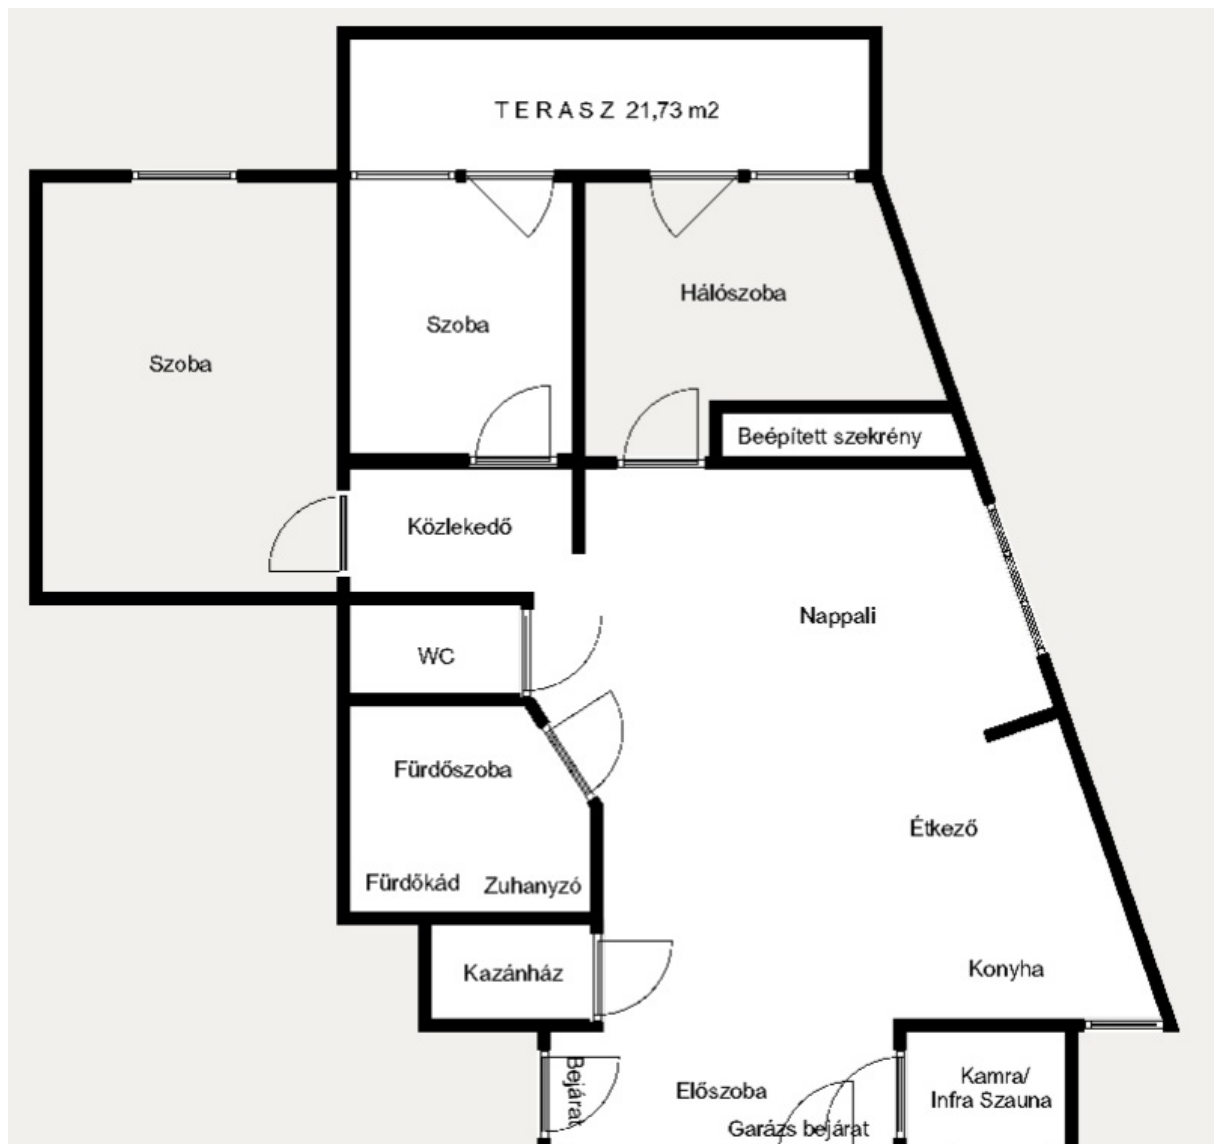 TERASZ 21,73 m2
Hálószoba
Szoba
Szoba
Beépített szekrény
Közlekedő
Nappali
WC
Fürdőszoba
Étkező
Fürdőkád
Zuhanyzó
Konyha
Kazánház
Bejárat
Előszoba
Kamra/
Infra Szauna
Garázs bejárat